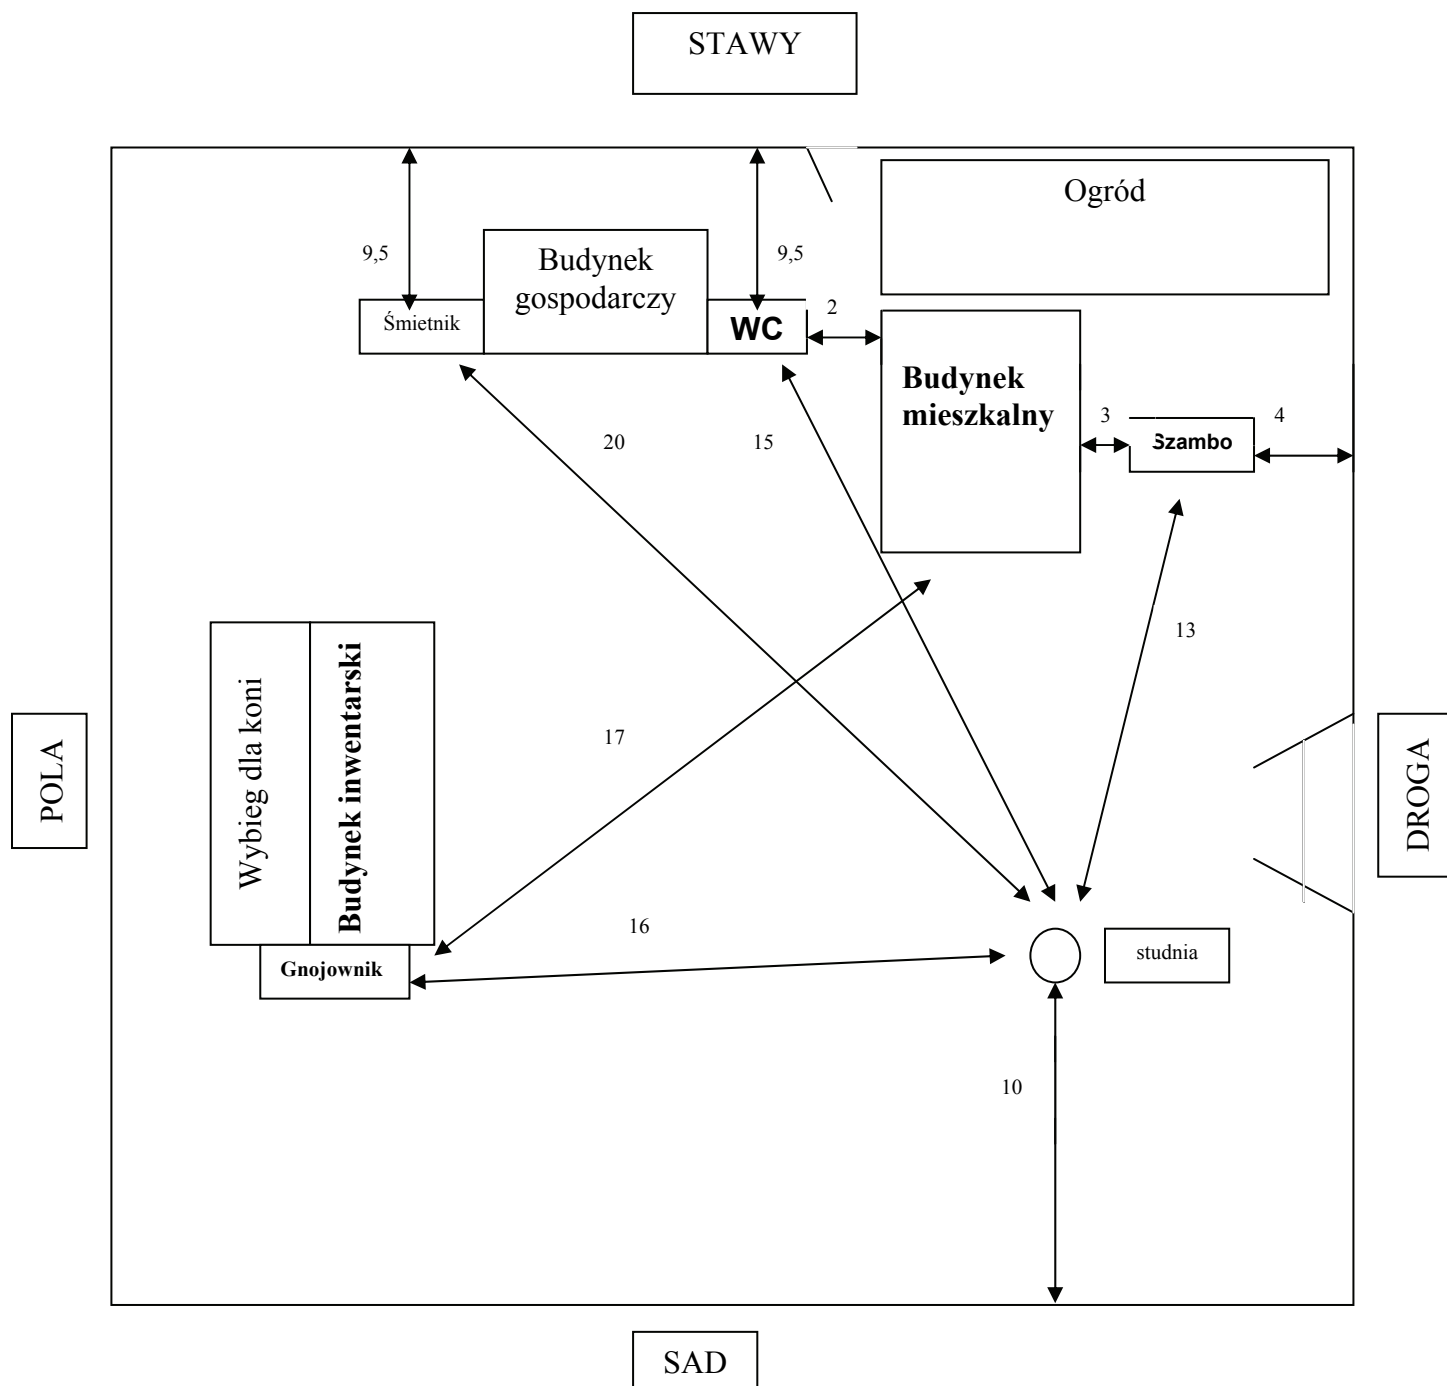 STAWY
Ogród
9,5
Budynek
gospodarczy
9,5
Śmietnik
WC
2
Budynek
mieszkalny
3
Szambo
4
20
15
13
17
Wybieg dla koni
Budynek inwentarski
POLA
DROGA
16
Gnojownik
studnia
10
SAD